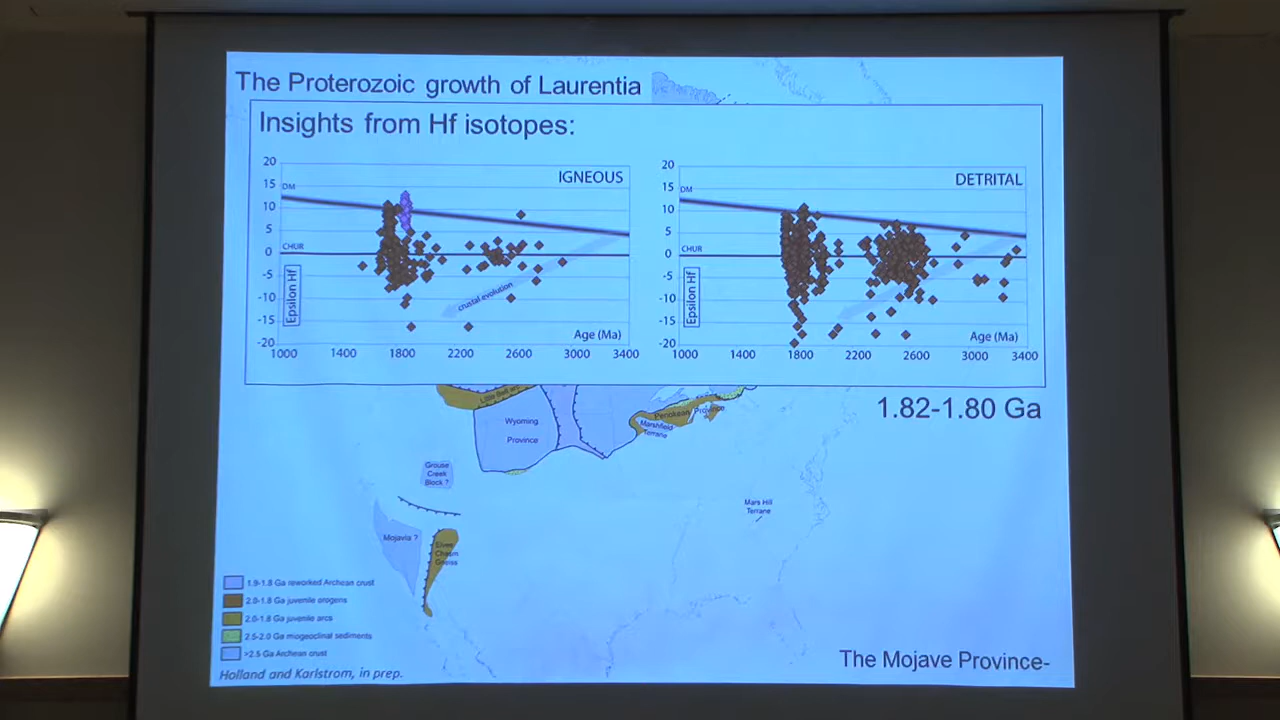 The Proterozoic growth of Laurentia
Insights from Hf isotopes:
20
15
10
5
0
-5
-10
-15
-20
DM
CHUR
Epsilon Hf
IGNEOUS
crustal evolution
Age (Ma)
1000 1400 1800 2200 2600 3000 3400
20
15
10
5
0
-5
-10
-15
-20
DM
CHUR
Epsilon Hf
DETRITAL
Age (Ma)
1000 1400 1800 2200 2600 3000 3400
1.82-1.80 Ga
Wyoming
Province
Penokean Province
Marshfield
Terrane
Grouse
Creek
Block ?
Mars Hill
Terrane
Mojavia ?
Elves
Chasm
Gneiss
1.9-1.8 Ga reworked Archean crust
2.0-1.8 Ga juvenile orogens
2.0-1.8 Ga juvenile arcs
2.5-2.0 Ga miogeoclinal sediments
>2.5 Ga Archean crust
Holland and Karlstrom, in prep.
The Mojave Province-